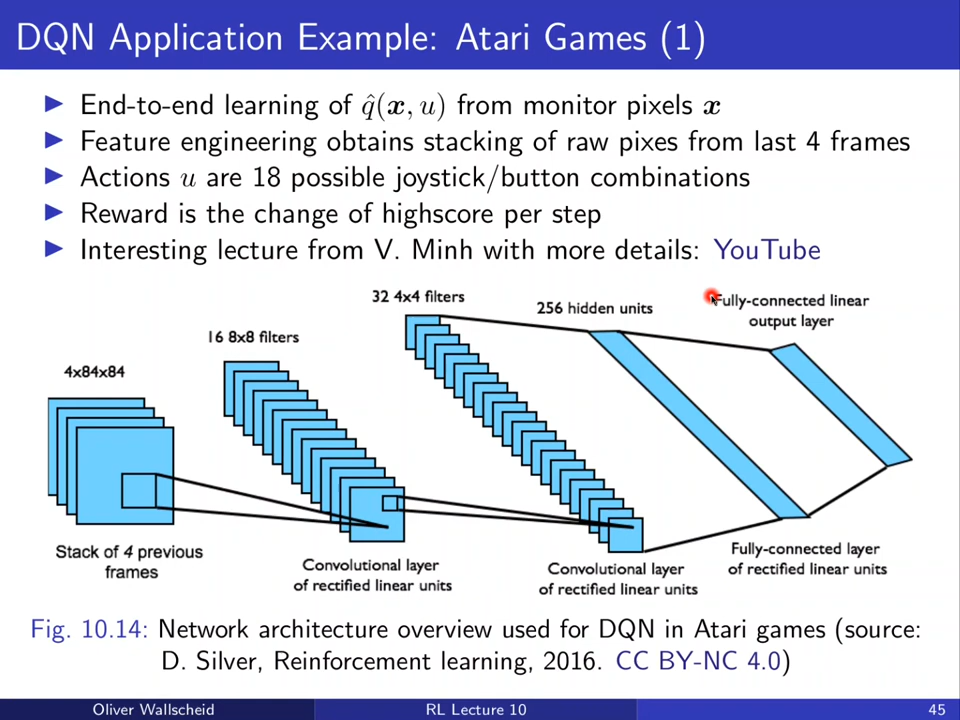 DQN Application Example: Atari Games (1)
End-to-end learning of q̂(x, u) from monitor pixels x
Feature engineering obtains stacking of raw pixes from last 4 frames
Actions u are 18 possible joystick/button combinations
Reward is the change of highscore per step
Interesting lecture from V. Minh with more details: YouTube
32 4x4 filters
256 hidden units
Fully-connected linear
output layer
16 8x8 filters
4x84x84
Stack of 4 previous
frames
Convolutional layer
of rectified linear units
Convolutional layer
of rectified linear units
Fully-connected layer
of rectified linear units
Fig. 10.14: Network architecture overview used for DQN in Atari games (source:
D. Silver, Reinforcement learning, 2016. CC BY-NC 4.0)
Oliver Wallscheid
RL Lecture 10
45